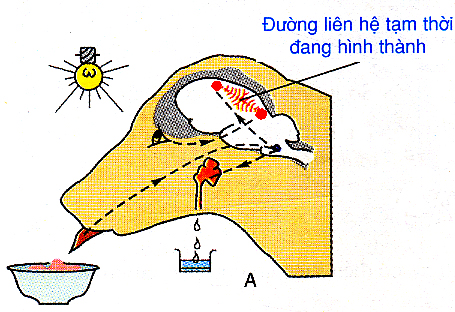 Đường liên hệ tạm thời
đang hình thành
A